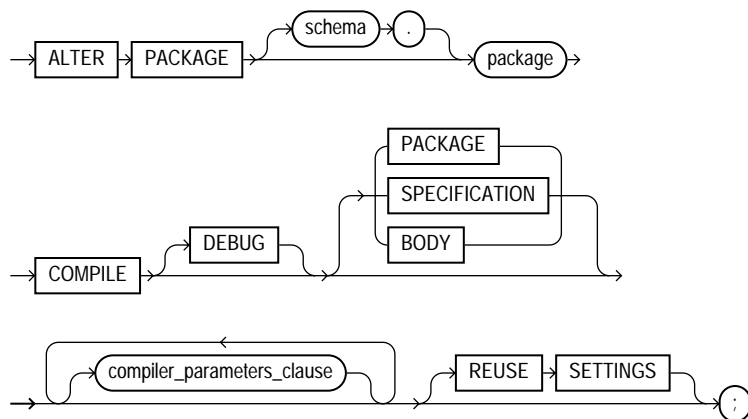 schema .
ALTER PACKAGE package
PACKAGE
SPECIFICATION
DEBUG BODY
COMPILE
compiler_parameters_clause REUSE SETTINGS
;